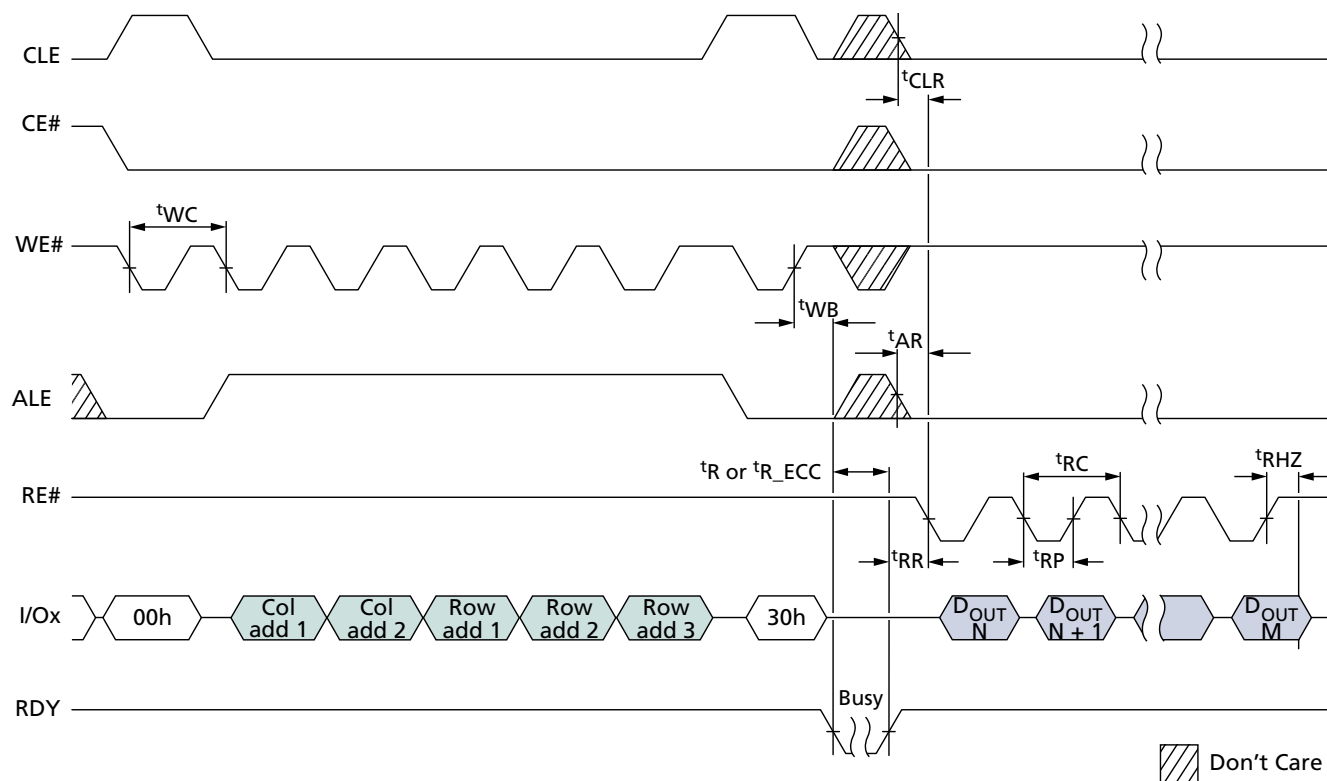 CLE
tCLR
CE#
tWC
WE#
tWB
tAR
ALE
tR or tR_ECC
tRC
tRHZ
RE#
tRR
tRP
I/Ox
00h
Col
add 1
Col
add 2
Row
add 1
Row
add 2
Row
add 3
30h
DOUT
N
DOUT
N + 1
DOUT
M
RDY
Busy
Don't Care